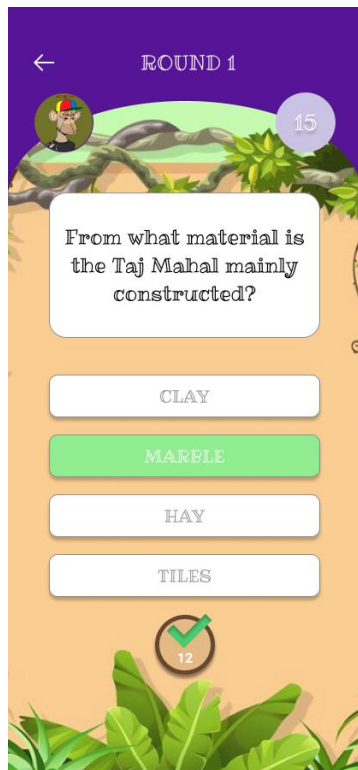 ROUND 1
15
From what material is
the Taj Mahal mainly
constructed?
CLAY
MARBLE
HAY
TILES
12